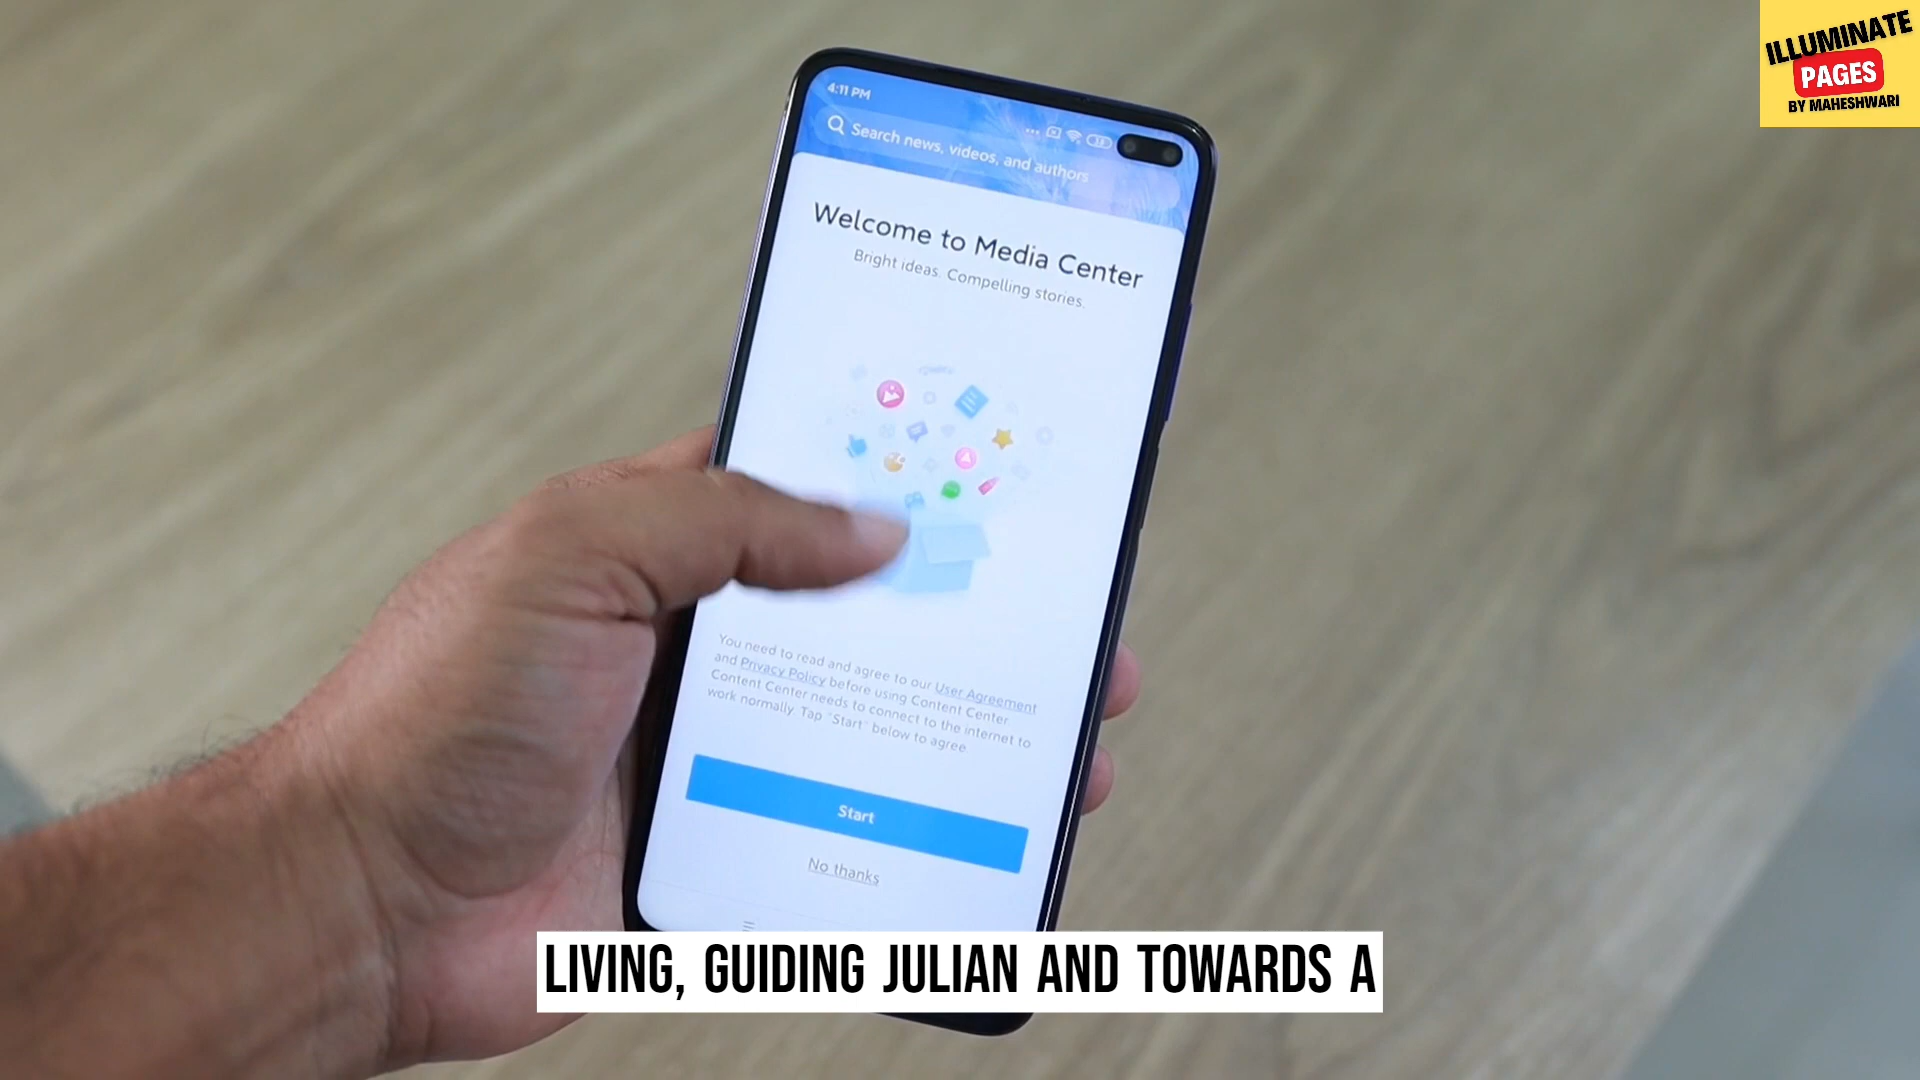 ILLUMINATE
PAGES
BY MAHESHWARI
4:11 PM
Search news, videos, and authors
Welcome to Media Center
Bright ideas. Compelling stories.
You need to read and agree to our User Agreement
and Privacy Policy before using Content Center
Content Center needs to connect to the internet to
work normally. Tap "Start" below to agree
Start
No thanks
LIVING, GUIDING JULIAN AND TOWARDS A